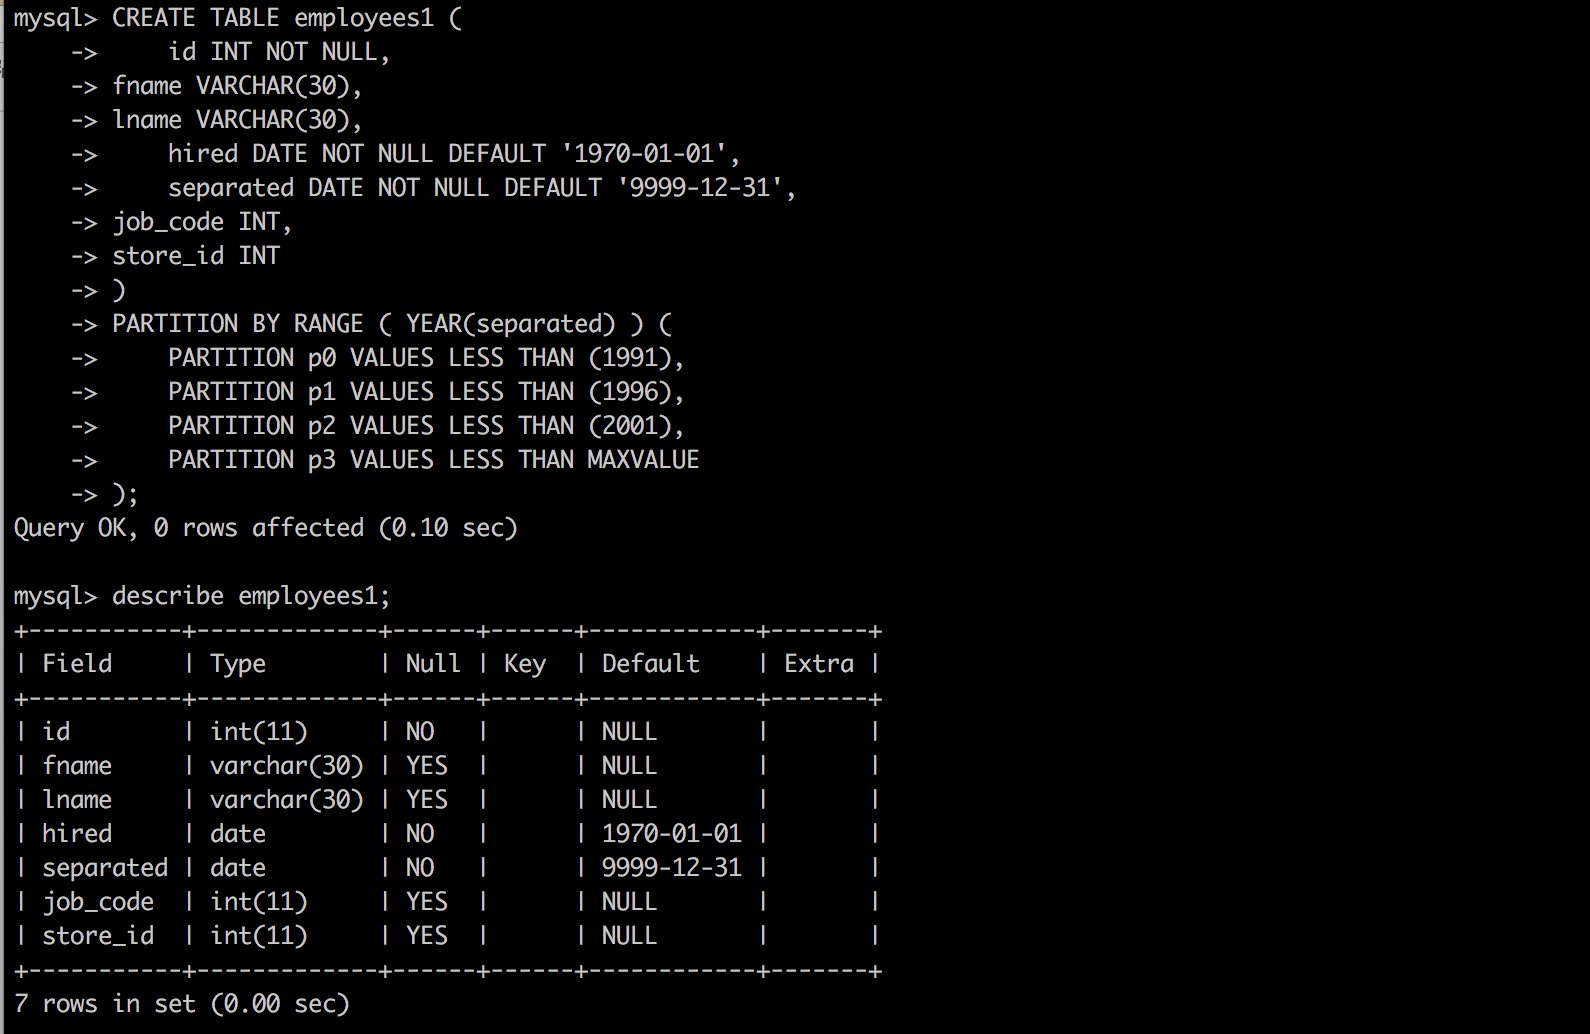 mysql> CREATE TABLE employees1 (
    ->     id INT NOT NULL,
    -> fname VARCHAR(30),
    -> lname VARCHAR(30),
    ->     hired DATE NOT NULL DEFAULT '1970-01-01',
    ->     separated DATE NOT NULL DEFAULT '9999-12-31',
    -> job_code INT,
    -> store_id INT
    -> )
    -> PARTITION BY RANGE ( YEAR(separated) ) (
    ->     PARTITION p0 VALUES LESS THAN (1991),
    ->     PARTITION p1 VALUES LESS THAN (1996),
    ->     PARTITION p2 VALUES LESS THAN (2001),
    ->     PARTITION p3 VALUES LESS THAN MAXVALUE
    -> );
Query OK, 0 rows affected (0.10 sec)

mysql> describe employees1;
+-----------+-------------+------+------+------------+-------+
| Field     | Type        | Null | Key  | Default    | Extra |
+-----------+-------------+------+------+------------+-------+
| id        | int(11)     | NO   |      | NULL       |       |
| fname     | varchar(30) | YES  |      | NULL       |       |
| lname     | varchar(30) | YES  |      | NULL       |       |
| hired     | date        | NO   |      | 1970-01-01 |       |
| separated | date        | NO   |      | 9999-12-31 |       |
| job_code  | int(11)     | YES  |      | NULL       |       |
| store_id  | int(11)     | YES  |      | NULL       |       |
+-----------+-------------+------+------+------------+-------+
7 rows in set (0.00 sec)